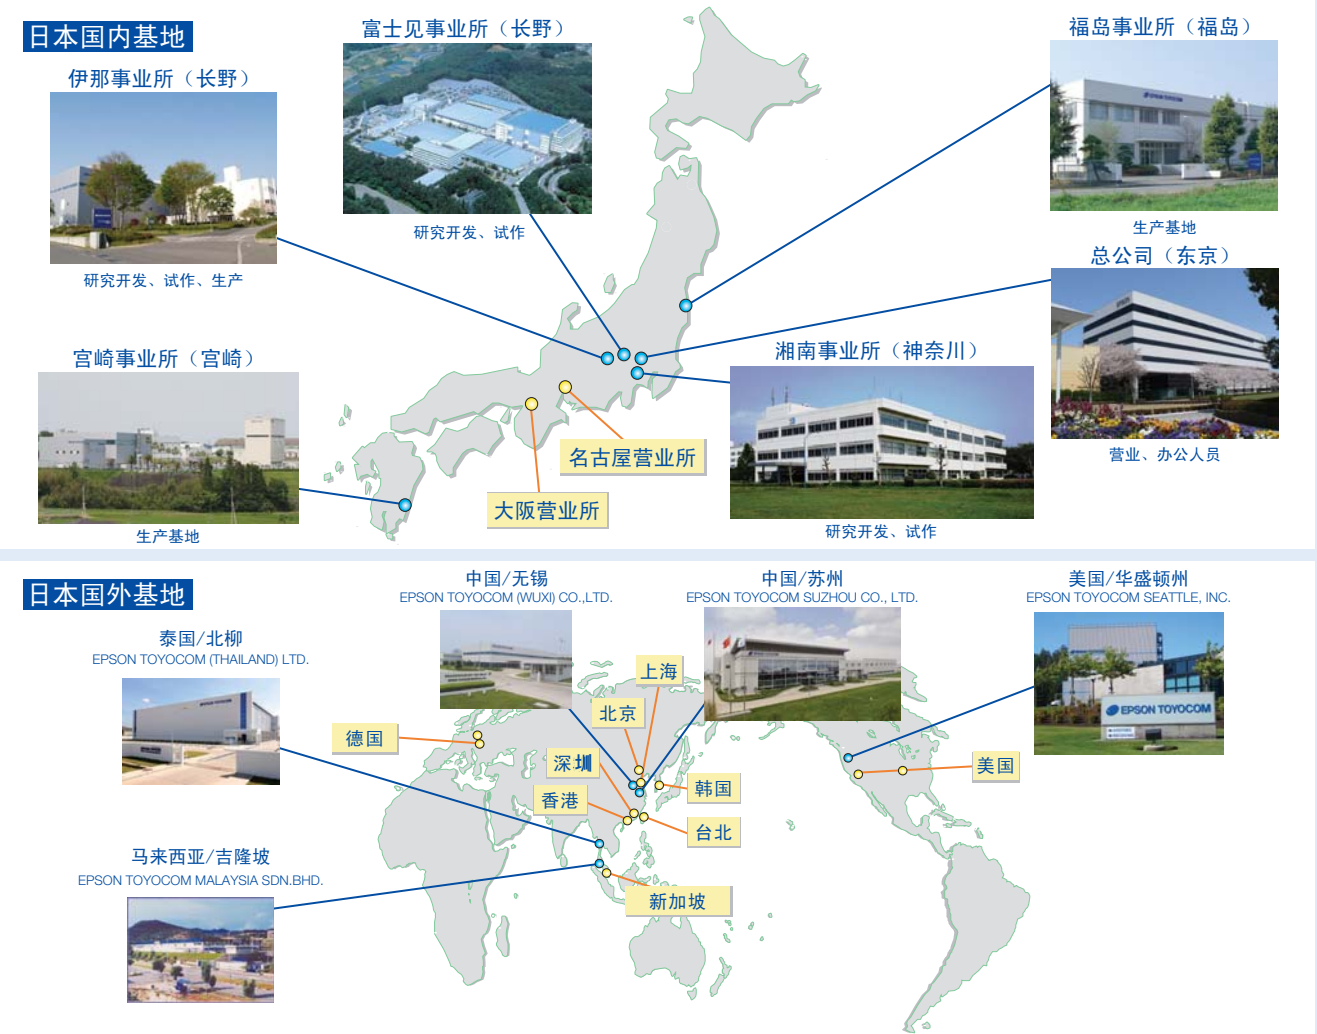 日本国内基地
伊那事业所（长野）
研究开发、试作、生产
富士见事业所（长野）
研究开发、试作
福岛事业所（福岛）
EPSON TOYOCOM
生产基地
总公司（东京）
EPSON
营业、办公人员
宫崎事业所（宫崎）
生产基地
湘南事业所（神奈川）
研究开发、试作
名古屋营业所
大阪营业所
日本国外基地
泰国/北柳
EPSON TOYOCOM (THAILAND) LTD.
EPSON TOYOCOM
中国/无锡
EPSON TOYOCOM (WUXI) CO.,LTD.
中国/苏州
EPSON TOYOCOM SUZHOU CO., LTD.
美国/华盛顿州
EPSON TOYOCOM SEATTLE, INC.
EPSON TOYOCOM
上海
北京
德国
深圳
香港
韩国
台北
美国
马来西亚/吉隆坡
EPSON TOYOCOM MALAYSIA SDN.BHD.
新加坡